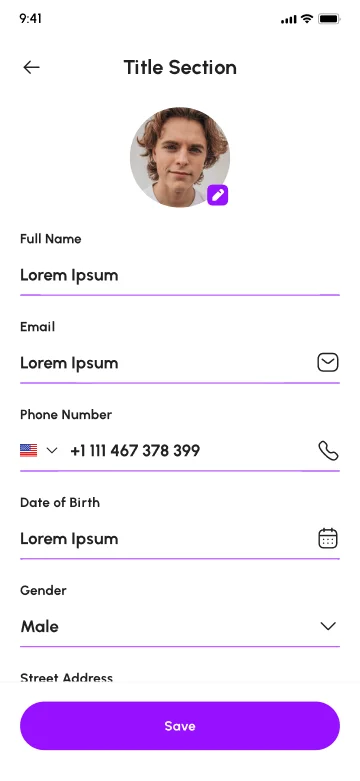 9:41
Title Section
Full Name
Lorem Ipsum
Email
Lorem Ipsum
Phone Number
+1 111 467 378 399
Date of Birth
Lorem Ipsum
Gender
Male
Street Address
Save